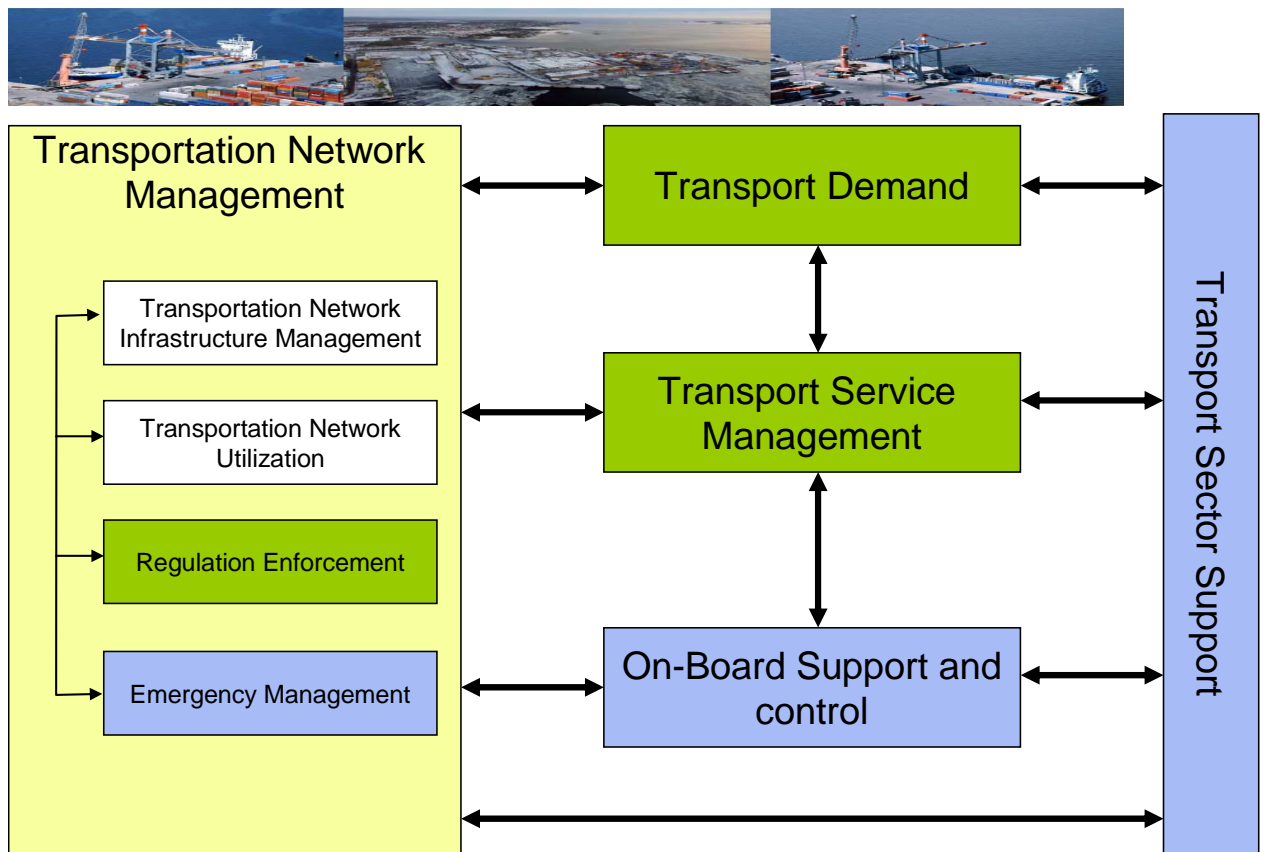 Transportation Network
Management
Transportation Network
Infrastructure Management
Transportation Network
Utilization
Regulation Enforcement
Emergency Management
Transport Demand
Transport Service
Management
On-Board Support and
control
Transport Sector Support